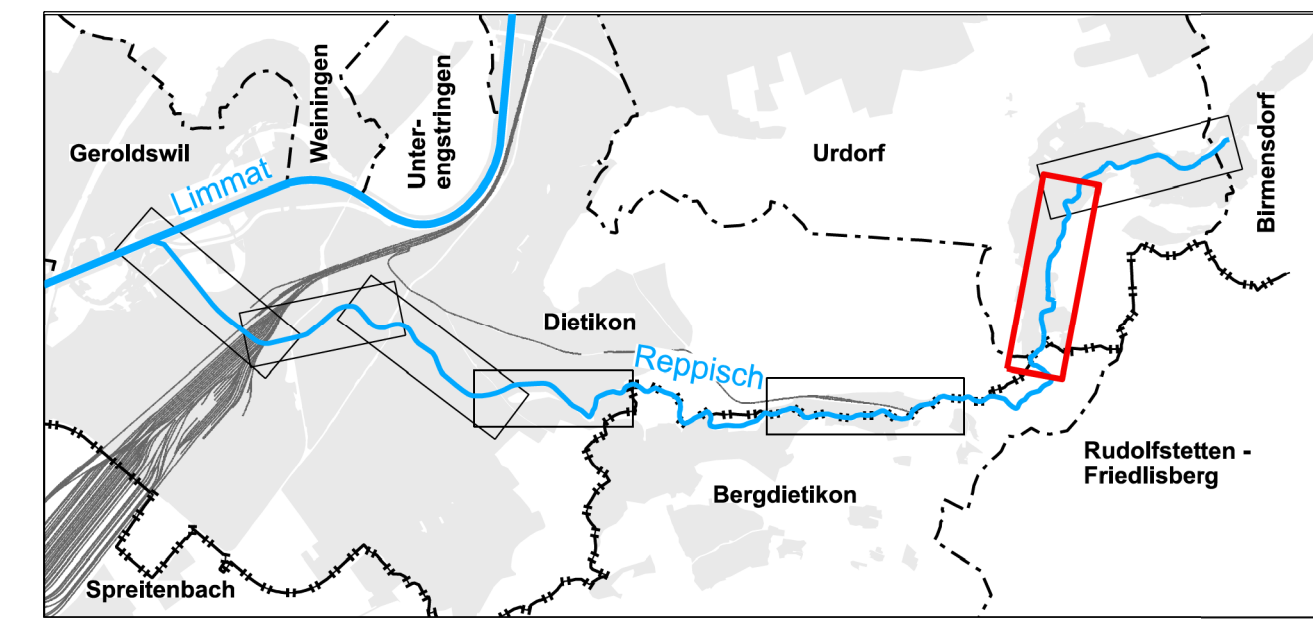 Geroldswil
Weiningen
Unter-
engstringen
Limmat
Urdorf
Birmensdorf
Dietikon
Reppisch
Rudolfstetten -
Friedlisberg
Bergdietikon
Spreitenbach